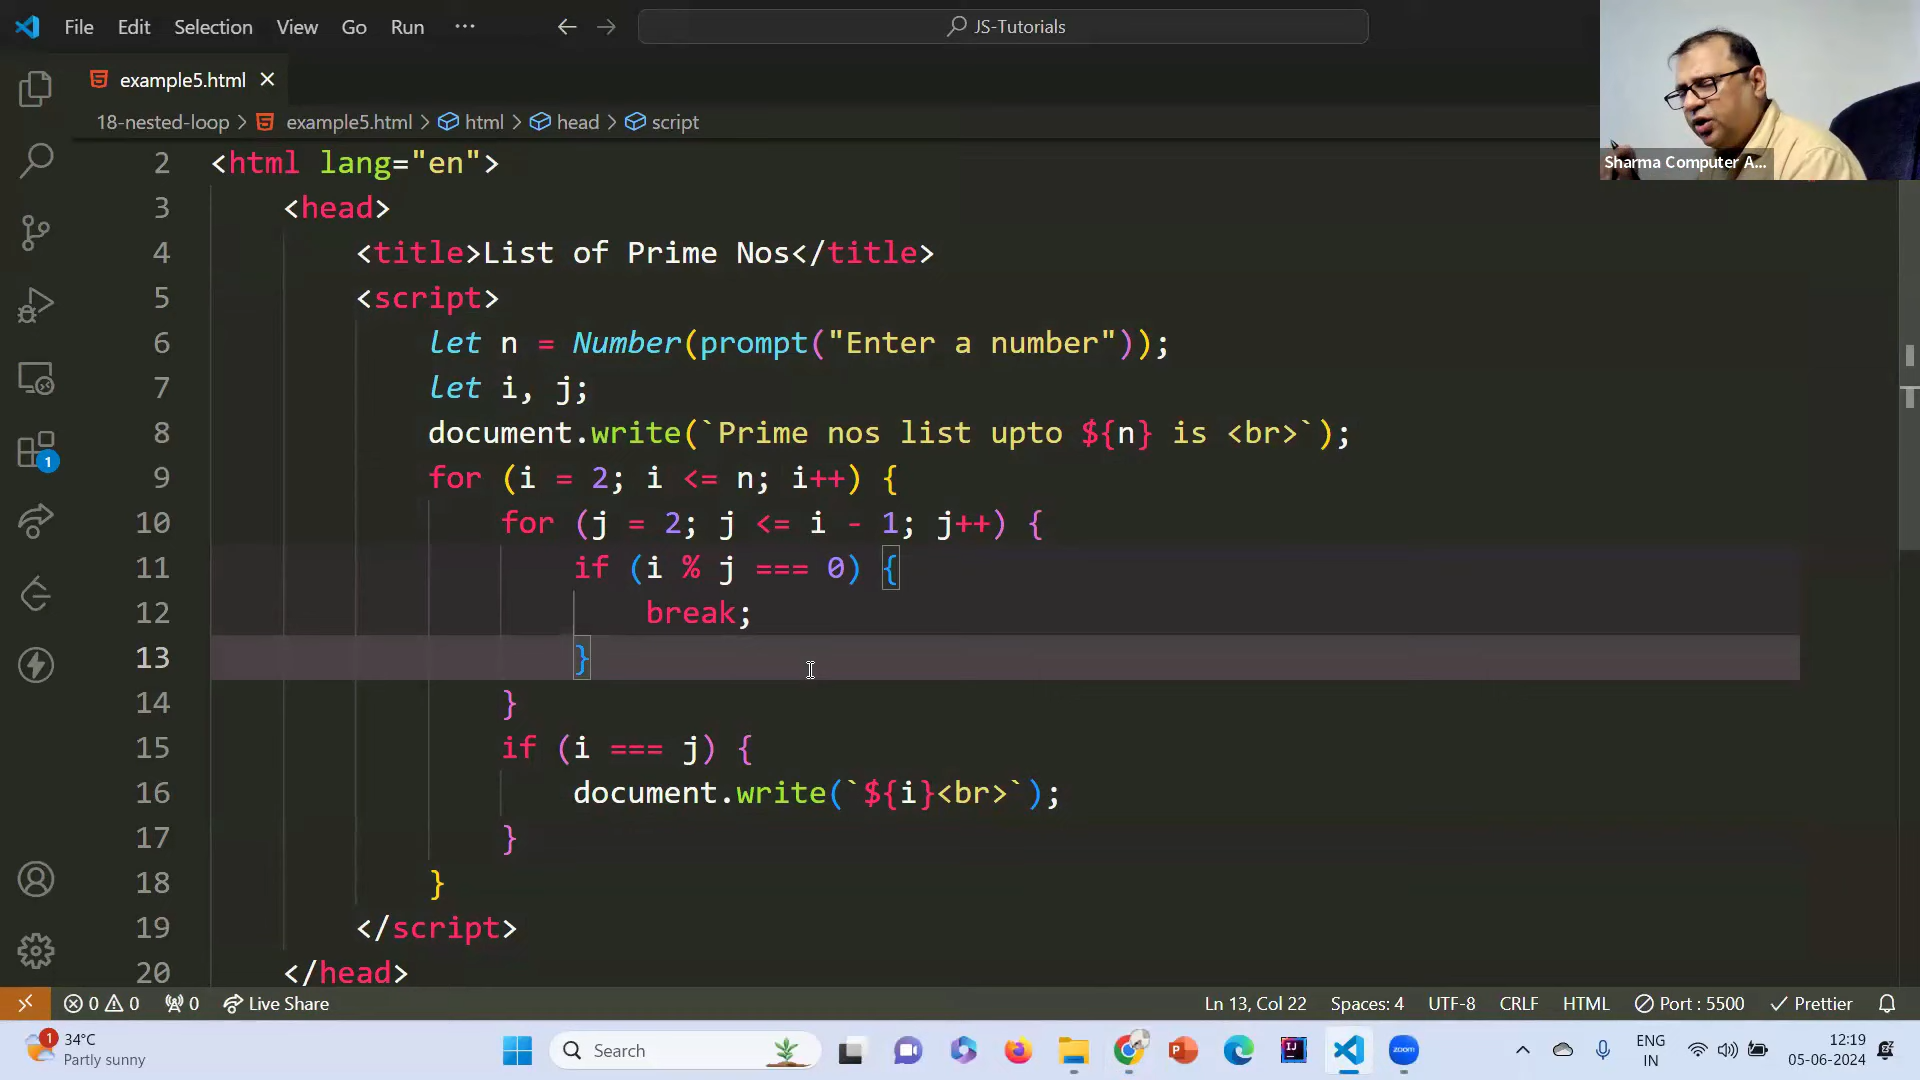 File Edit Selection View Go Run ···
JS-Tutorials
example5.html
18-nested-loop > example5.html > html > head > script
Sharma Computer A...
2 <html lang="en">
3 <head>
4 <title>List of Prime Nos</title>
5 <script>
6 let n = Number(prompt("Enter a number"));
7 let i, j;
8 document.write(`Prime nos list upto ${n} is <br>`);
9 for (i = 2; i <= n; i++) {
10 for (j = 2; j <= i - 1; j++) {
11 if (i % j === 0) {
12 break;
13 }
14 }
15 if (i === j) {
16 document.write(`${i}<br>`);
17 }
18 }
19 </script>
20 </head>
1
0 0 0 Live Share
Ln 13, Col 22 Spaces: 4 UTF-8 CRLF HTML Port : 5500 Prettier
1
34°C
Partly sunny
Search
IJ
zoom
ENG
IN
12:19
05-06-2024